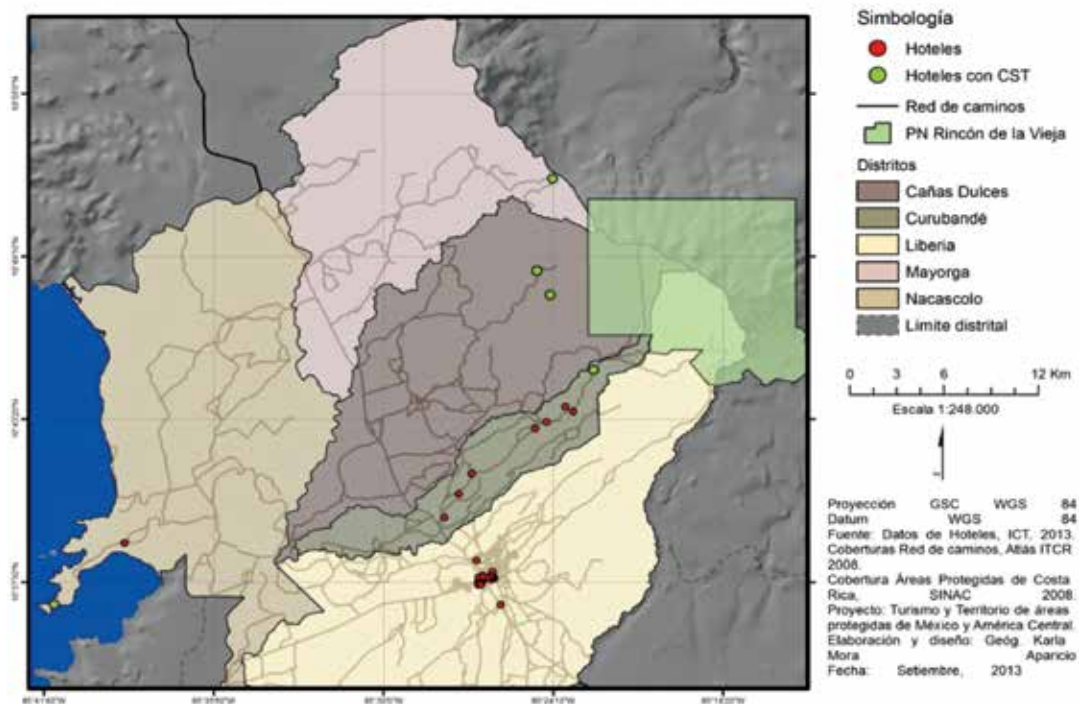 Simbología
Hoteles
Hoteles con CST
Red de caminos
PN Rincón de la Vieja
Distritos
Cañas Dulces
Curubandé
Liberia
Mayorga
Nacascolo
Límite distrital
0 3 6 12 Km
Escala 1:248.000
Proyección GSC WGS 84
Datum WGS 84
Fuente: Datos de Hoteles, ICT, 2013.
Coberturas Red de caminos, Atlas ITCR
2008.
Cobertura Áreas Protegidas de Costa
Rica, SINAC 2008.
Proyecto: Turismo y Territorio de áreas
protegidas de México y América Central.
Elaboración y diseño: Geóg. Karla
Mora Aparicio
Fecha: Setiembre, 2013